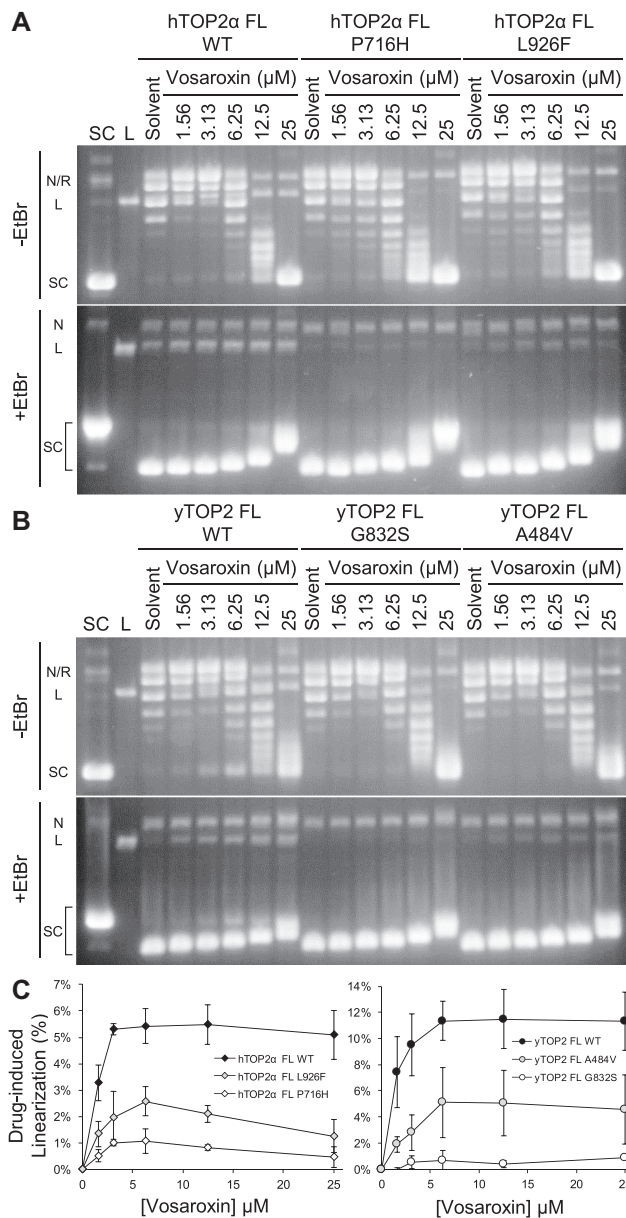 A
hTOP2α FL WT
hTOP2α FL P716H
hTOP2α FL L926F
Vosaroxin (µM)
Vosaroxin (µM)
Vosaroxin (µM)
SC L Solvent 1.56 3.13 6.25 12.5 25 Solvent 1.56 3.13 6.25 12.5 25 Solvent 1.56 3.13 6.25 12.5 25
-EtBr
N/R
L
SC
+EtBr
N
L
SC
B
yTOP2 FL WT
yTOP2 FL G832S
yTOP2 FL A484V
Vosaroxin (µM)
Vosaroxin (µM)
Vosaroxin (µM)
SC L Solvent 1.56 3.13 6.25 12.5 25 Solvent 1.56 3.13 6.25 12.5 25 Solvent 1.56 3.13 6.25 12.5 25
-EtBr
N/R
L
SC
+EtBr
N
L
SC
C
Drug-induced
Linearization (%)
7%
6%
5%
4%
3%
2%
1%
0%
hTOP2α FL WT
hTOP2α FL L926F
hTOP2α FL P716H
0 5 10 15 20 25
[Vosaroxin] µM
14%
12%
10%
8%
6%
4%
2%
0%
yTOP2 FL WT
yTOP2 FL A484V
yTOP2 FL G832S
0 5 10 15 20 25
[Vosaroxin] µM